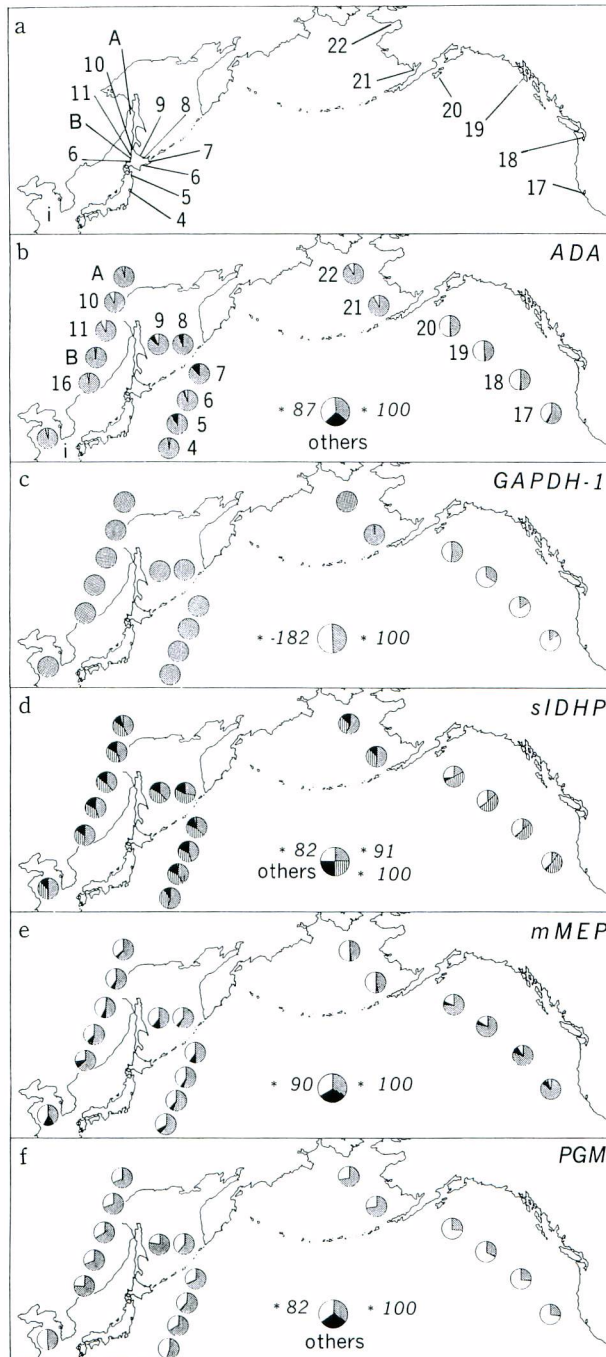 a
A
22
10
21
11
9 8
20
B
19
6
7
18
6
i
5
17
4
b
ADA
A
22
10
21
11
9 8
20
B
19
7
16
18
6
* 87 * 100
17
5
others
i
4
c
GAPDH-1
* -182 * 100
d
sIDHP
* 82 * 91
others * 100
e
mMEP
* 90 * 100
f
PGM
* 82 * 100
others